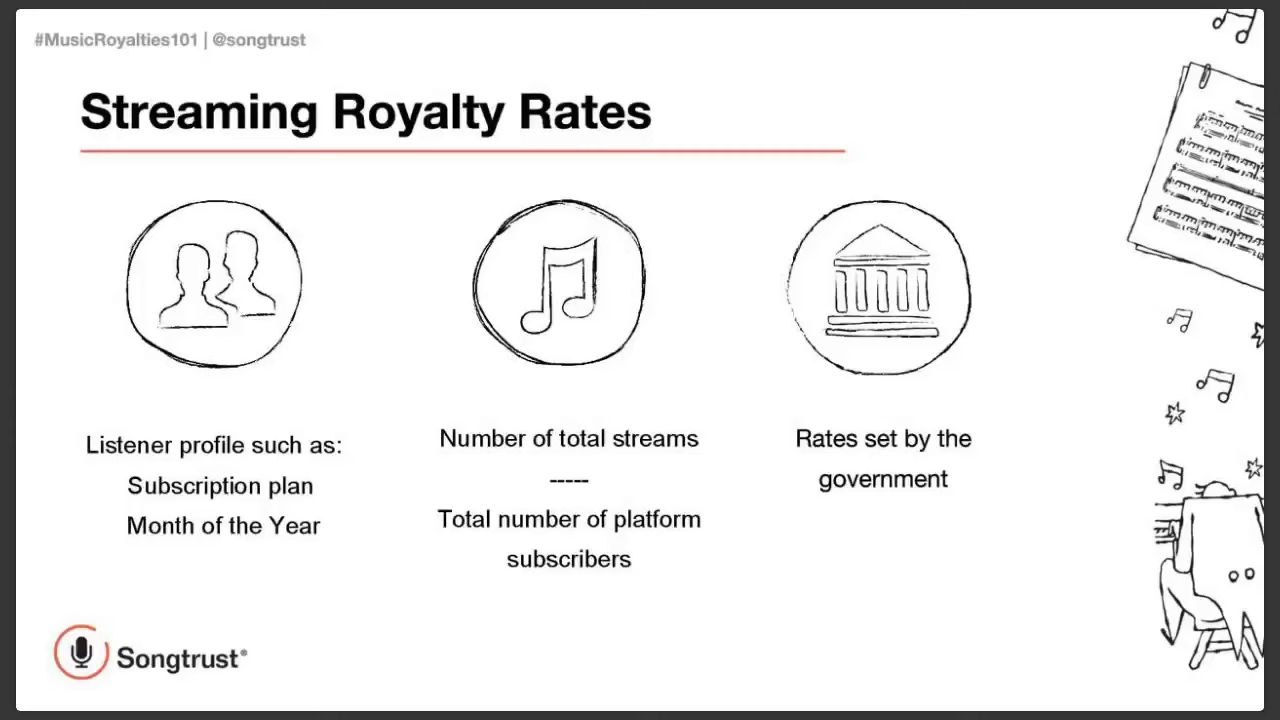 #MusicRoyalties101 | @songtrust
Streaming Royalty Rates
Listener profile such as:
Subscription plan
Month of the Year
Number of total streams
-----
Total number of platform
subscribers
Rates set by the
government
Songtrust®